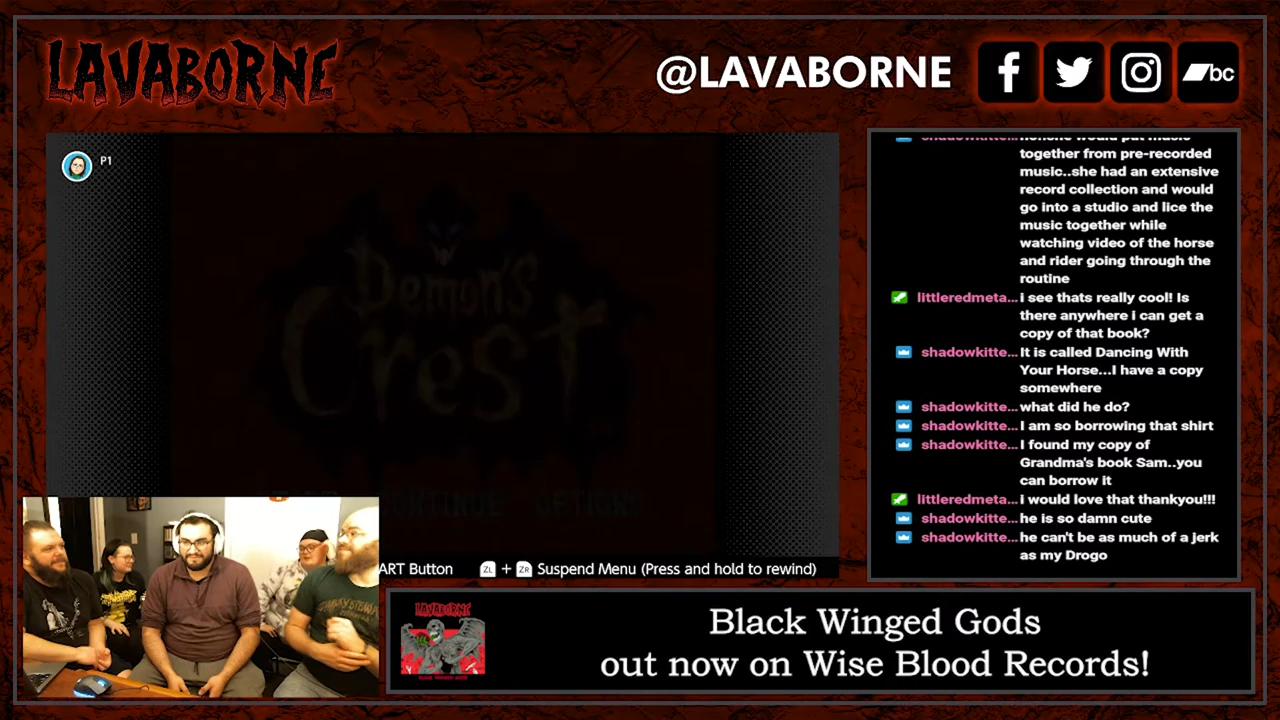 LAVABORNE
@LAVABORNE
bc
P1
Demon's
Crest
CONTINUE OPTIONS
ART Button ZL + ZR Suspend Menu (Press and hold to rewind)
would put music
together from pre-recorded
music..she had an extensive
record collection and would
go into a studio and lice the
music together while
watching video of the horse
and rider going through the
routine
littleredmeta... i see thats really cool! Is
there anywhere i can get a
copy of that book?
shadowkitte... It is called Dancing With
Your Horse...I have a copy
somewhere
shadowkitte... what did he do?
shadowkitte... I am so borrowing that shirt
shadowkitte... I found my copy of
Grandma's book Sam..you
can borrow it
littleredmeta... I would love that thankyou!!!
shadowkitte... he is so damn cute
shadowkitte... he can't be as much of a jerk
as my Drogo
LAVABORNE
Black Winged Gods
out now on Wise Blood Records!